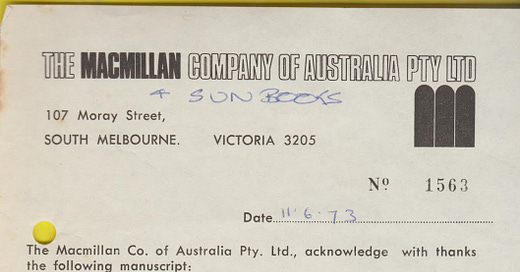 THE MACMILLAN COMPANY OF AUSTRALIA PTY LTD
& SUN BOOKS
107 Moray Street,
SOUTH MELBOURNE. VICTORIA 3205
Nº 1563
Date 11.6.73
The Macmillan Co. of Australia Pty. Ltd., acknowledge with thanks
the following manuscript: